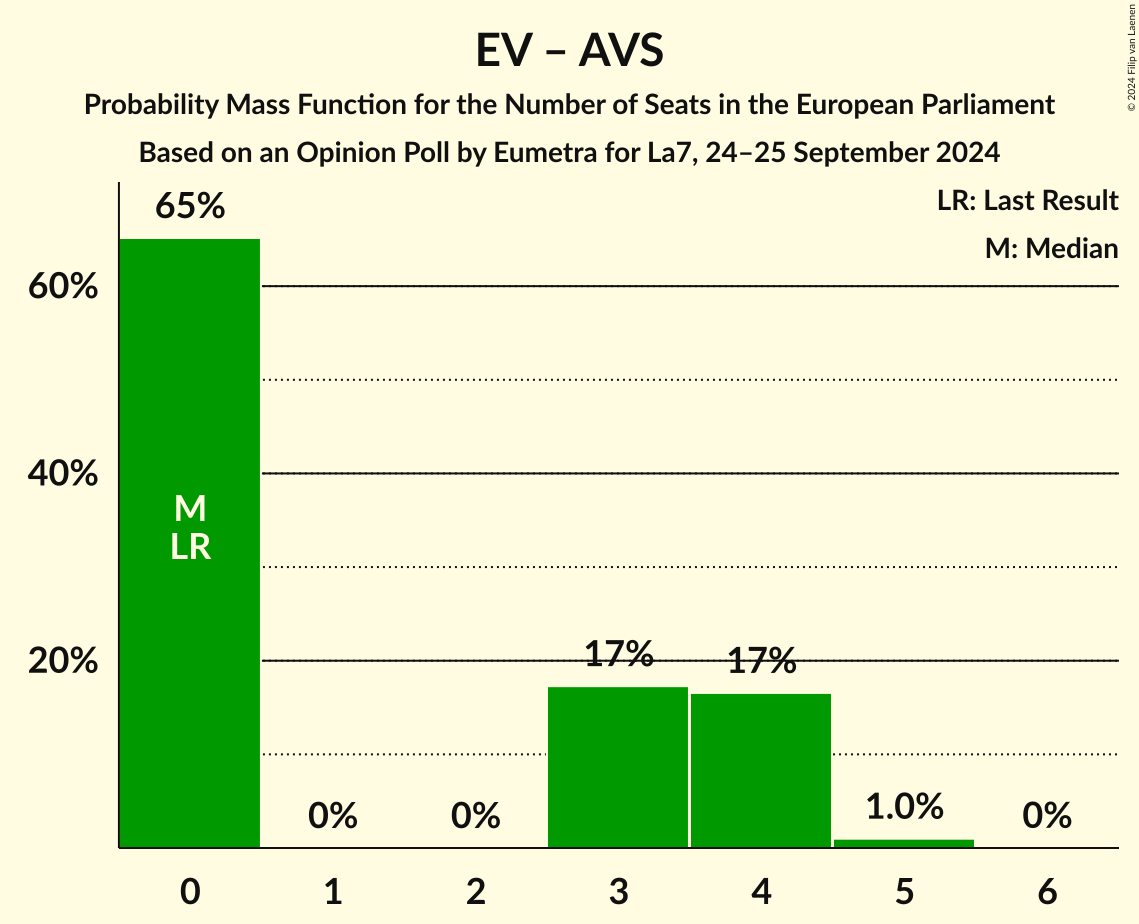 EV – AVS
Probability Mass Function for the Number of Seats in the European Parliament
Based on an Opinion Poll by Eumetra for La7, 24–25 September 2024
© 2024 Filip van Laenen
LR: Last Result
M: Median
65%
60%
40%
20%
M
LR
0%
0%
17%
17%
1.0%
0%
0
1
2
3
4
5
6